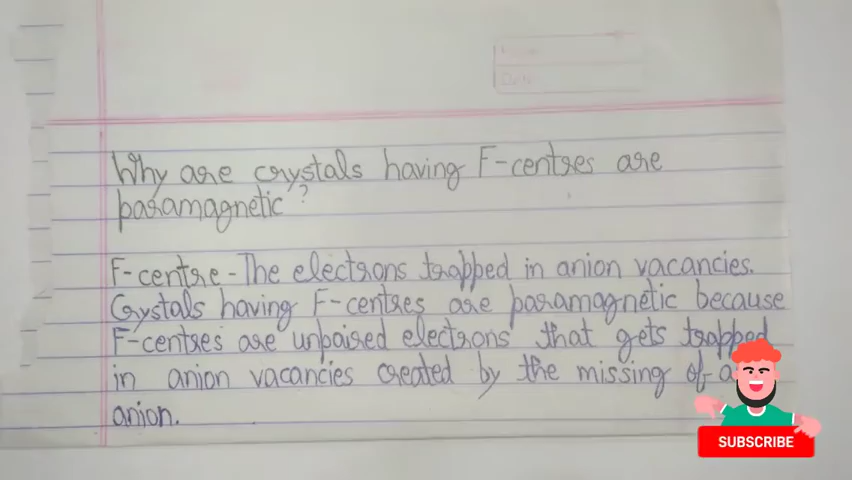 Why are crystals having F-centres are
paramagnetic?
F-centre - The electrons trapped in anion vacancies.
Crystals having F-centres are paramagnetic because
F-centres are unpaired electrons that gets trapped
in anion vacancies created by the missing of a
anion.
SUBSCRIBE